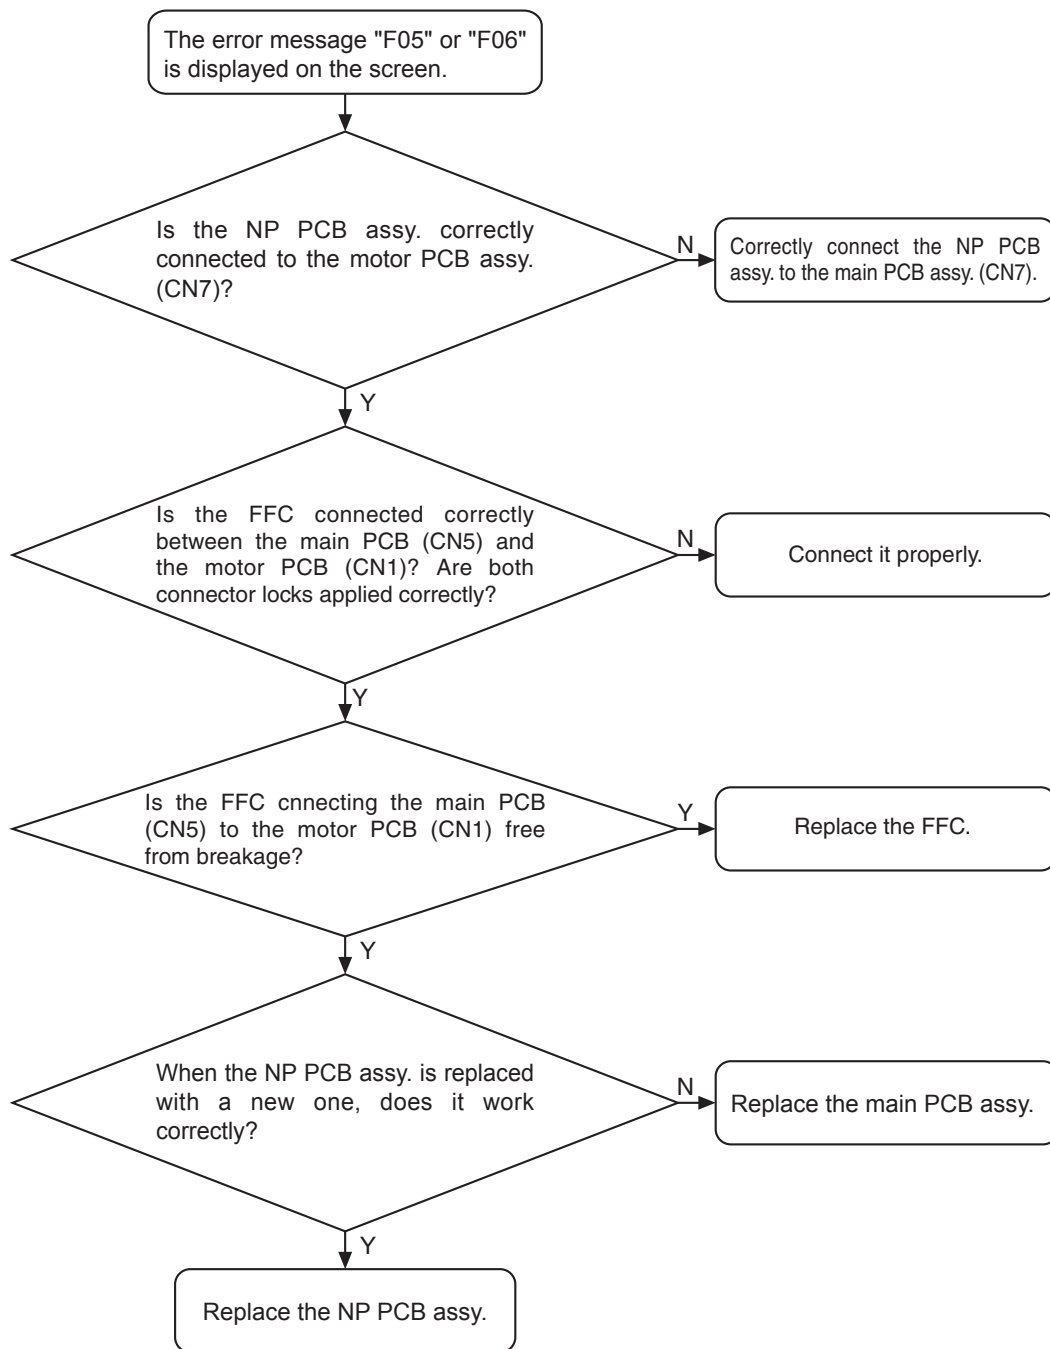 The error message "F05" or "F06"
is displayed on the screen.
Is the NP PCB assy. correctly
connected to the motor PCB assy.
(CN7)?
N
Correctly connect the NP PCB
assy. to the main PCB assy. (CN7).
Y
Is the FFC connected correctly
between the main PCB (CN5) and
the motor PCB (CN1)? Are both
connector locks applied correctly?
N
Connect it properly.
Y
Is the FFC cnnecting the main PCB
(CN5) to the motor PCB (CN1) free
from breakage?
Y
Replace the FFC.
Y
When the NP PCB assy. is replaced
with a new one, does it work
correctly?
N
Replace the main PCB assy.
Y
Replace the NP PCB assy.